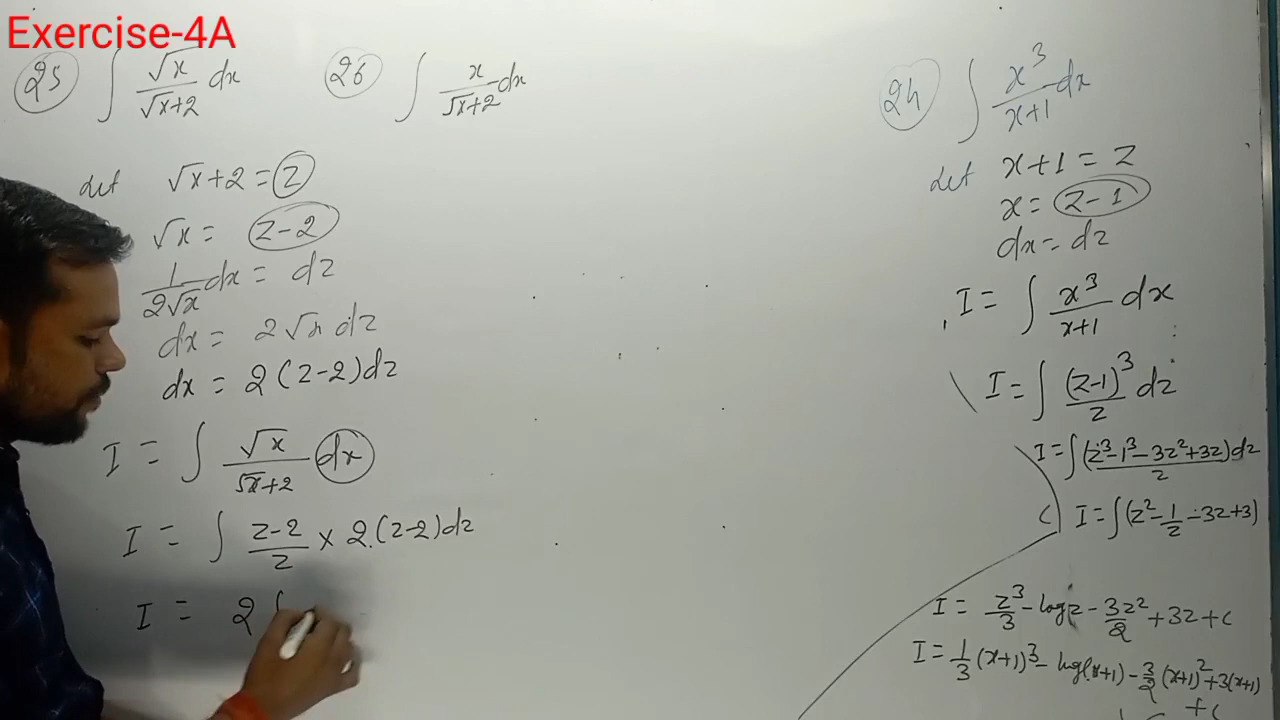 Exercise-4A
25 ∫ √x/(√x+2) dx
26 ∫ x/(√x+2) dx
Let √x+2 = z
√x = z-2
1/(2√x) dx = dz
dx = 2√x dz
dx = 2(z-2)dz
I = ∫ √x/(√x+2) dx
I = ∫ (z-2)/z × 2.(z-2)dz
I = 2 ∫
24 ∫ x³/(x+1) dx
Let x+1 = z
x = z-1
dx = dz
I = ∫ x³/(x+1) dx
I = ∫ (z-1)³/z dz
I = ∫ (z³-1³-3z²+3z)dz/z
I = ∫(z²-1/z-3z+3)
I = z³/3 - log z - 3z²/2 + 3z + c
I = 1/3 (x+1)³ - log(x+1) - 3/2 (x+1)² + 3(x+1)
+c